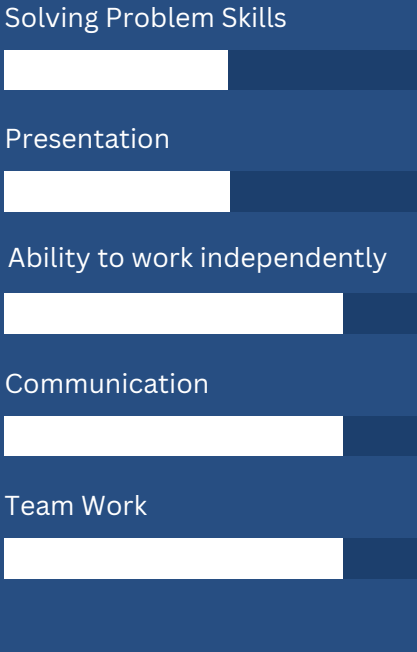 Solving Problem Skills
Presentation
Ability to work independently
Communication
Team Work